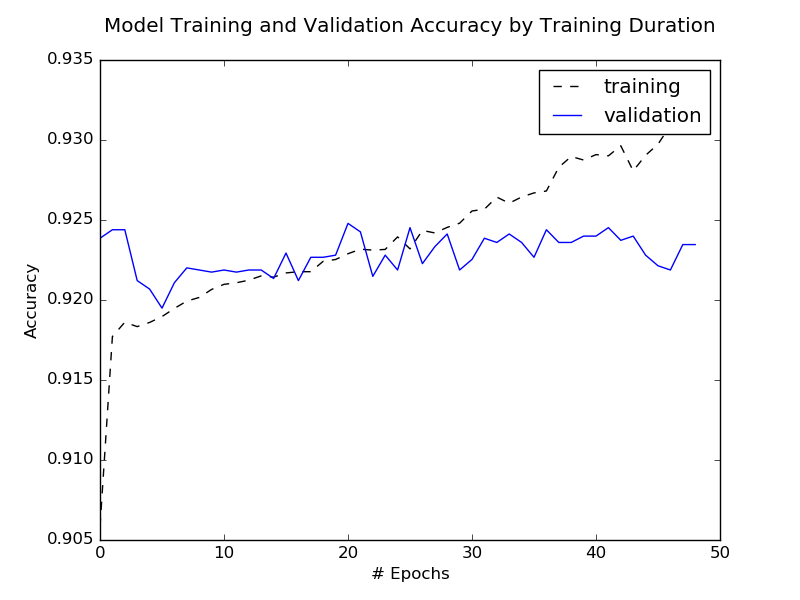 Model Training and Validation Accuracy by Training Duration
0.935
0.930
0.925
0.920
0.915
0.910
0.905
Accuracy
training
validation
0 10 20 30 40 50
# Epochs